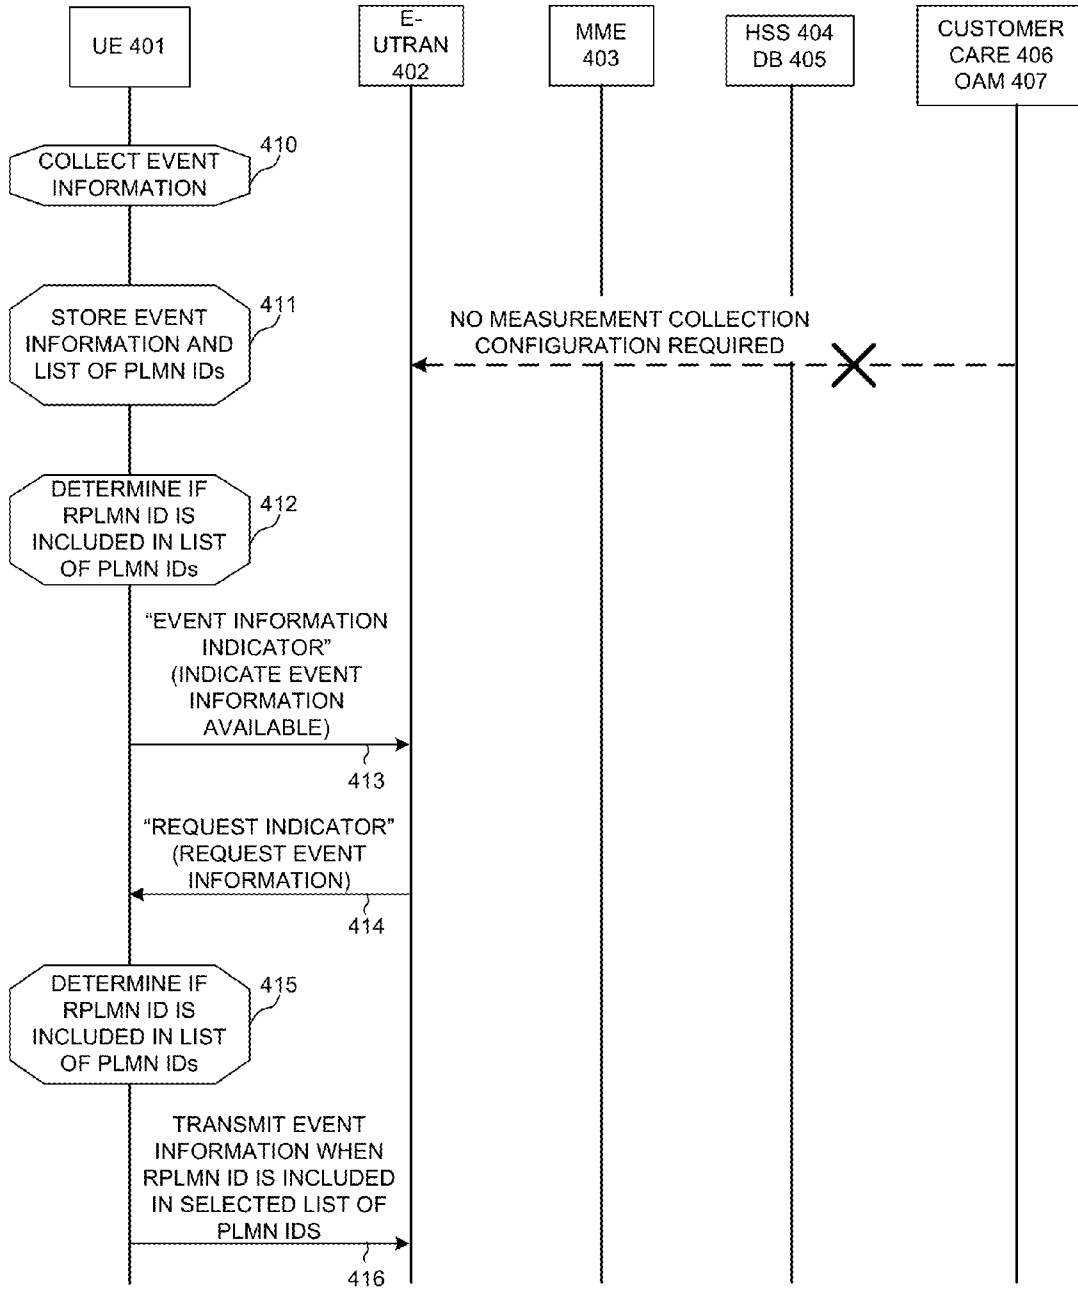 UE 401
E-
UTRAN
402
MME
403
HSS 404
DB 405
CUSTOMER
CARE 406
OAM 407
COLLECT EVENT
INFORMATION
410
STORE EVENT
INFORMATION AND
LIST OF PLMN IDs
411
NO MEASUREMENT COLLECTION
CONFIGURATION REQUIRED
DETERMINE IF
RPLMN ID IS
INCLUDED IN LIST
OF PLMN IDs
412
“EVENT INFORMATION
INDICATOR”
(INDICATE EVENT
INFORMATION
AVAILABLE)
413
“REQUEST INDICATOR”
(REQUEST EVENT
INFORMATION)
414
DETERMINE IF
RPLMN ID IS
INCLUDED IN LIST
OF PLMN IDs
415
TRANSMIT EVENT
INFORMATION WHEN
RPLMN ID IS INCLUDED
IN SELECTED LIST OF
PLMN IDS
416